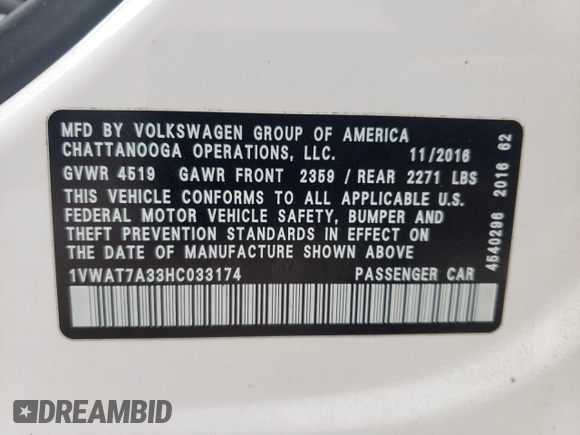 MFD BY VOLKSWAGEN GROUP OF AMERICA
CHATTANOOGA OPERATIONS, LLC. 11/2016
GVWR 4519 GAWR FRONT 2359 / REAR 2271 LBS
THIS VEHICLE CONFORMS TO ALL APPLICABLE U.S.
FEDERAL MOTOR VEHICLE SAFETY, BUMPER AND
THEFT PREVENTION STANDARDS IN EFFECT ON
THE DATE OF MANUFACTURE SHOWN ABOVE
1VWAT7A33HC033174 PASSENGER CAR
4540296 2016 62
DREAMBID